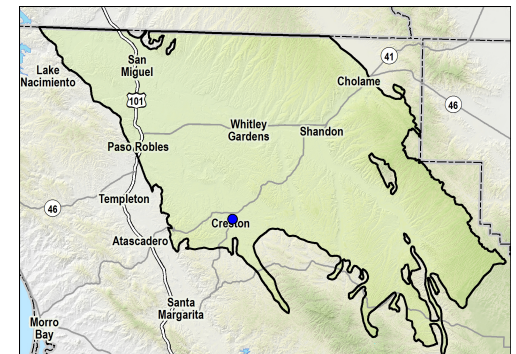 San
Miguel
Lake
Nacimiento
41
Cholame
101
46
Whitley
Gardens
Shandon
Paso Robles
Templeton
46
Creston
Atascadero
Santa
Margarita
Morro
Bay